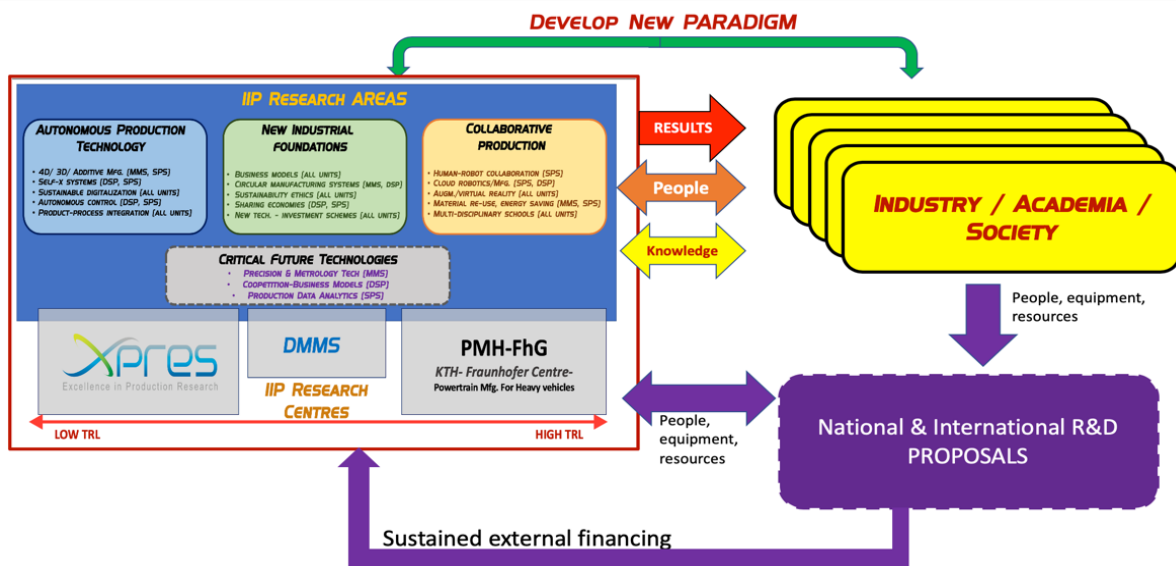 Develop New PARADIGM
IIP Research AREAS
Autonomous Production
Technology
• 4D/ 3D/ Additive Mfg. [MMS, SPS]
• Self-X systems [DSP, SPS]
• Sustainable digitalization [all units]
• Autonomous control [DSP, SPS]
• Product-process integration [all units]
New Industrial
foundations
• Business models [all units]
• Circular manufacturing systems [MMS, DSP]
• Sustainability ethics [all units]
• Sharing economies [DSP, SPS]
• New tech. - investment schemes [all units]
Collaborative
production
• Human-robot collaboration [SPS]
• Cloud robotics/Mfg. [SPS, DSP]
• Augm./virtual reality [all units]
• Material re-use, energy saving [MMS, SPS]
• Multi-disciplinary schools [all units]
Critical Future Technologies
• Precision & Metrology Tech [MMS]
• Coopetition-Business Models [DSP]
• Production Data Analytics [SPS]
Xpres
Excellence in Production Research
DMMS
IIP Research
Centres
PMH-FhG
KTH- Fraunhofer Centre-
Powertrain Mfg. For Heavy vehicles
LOW TRL
HIGH TRL
RESULTS
People
Knowledge
Industry / Academia /
Society
People, equipment,
resources
People,
equipment,
resources
National & International R&D
PROPOSALS
Sustained external financing